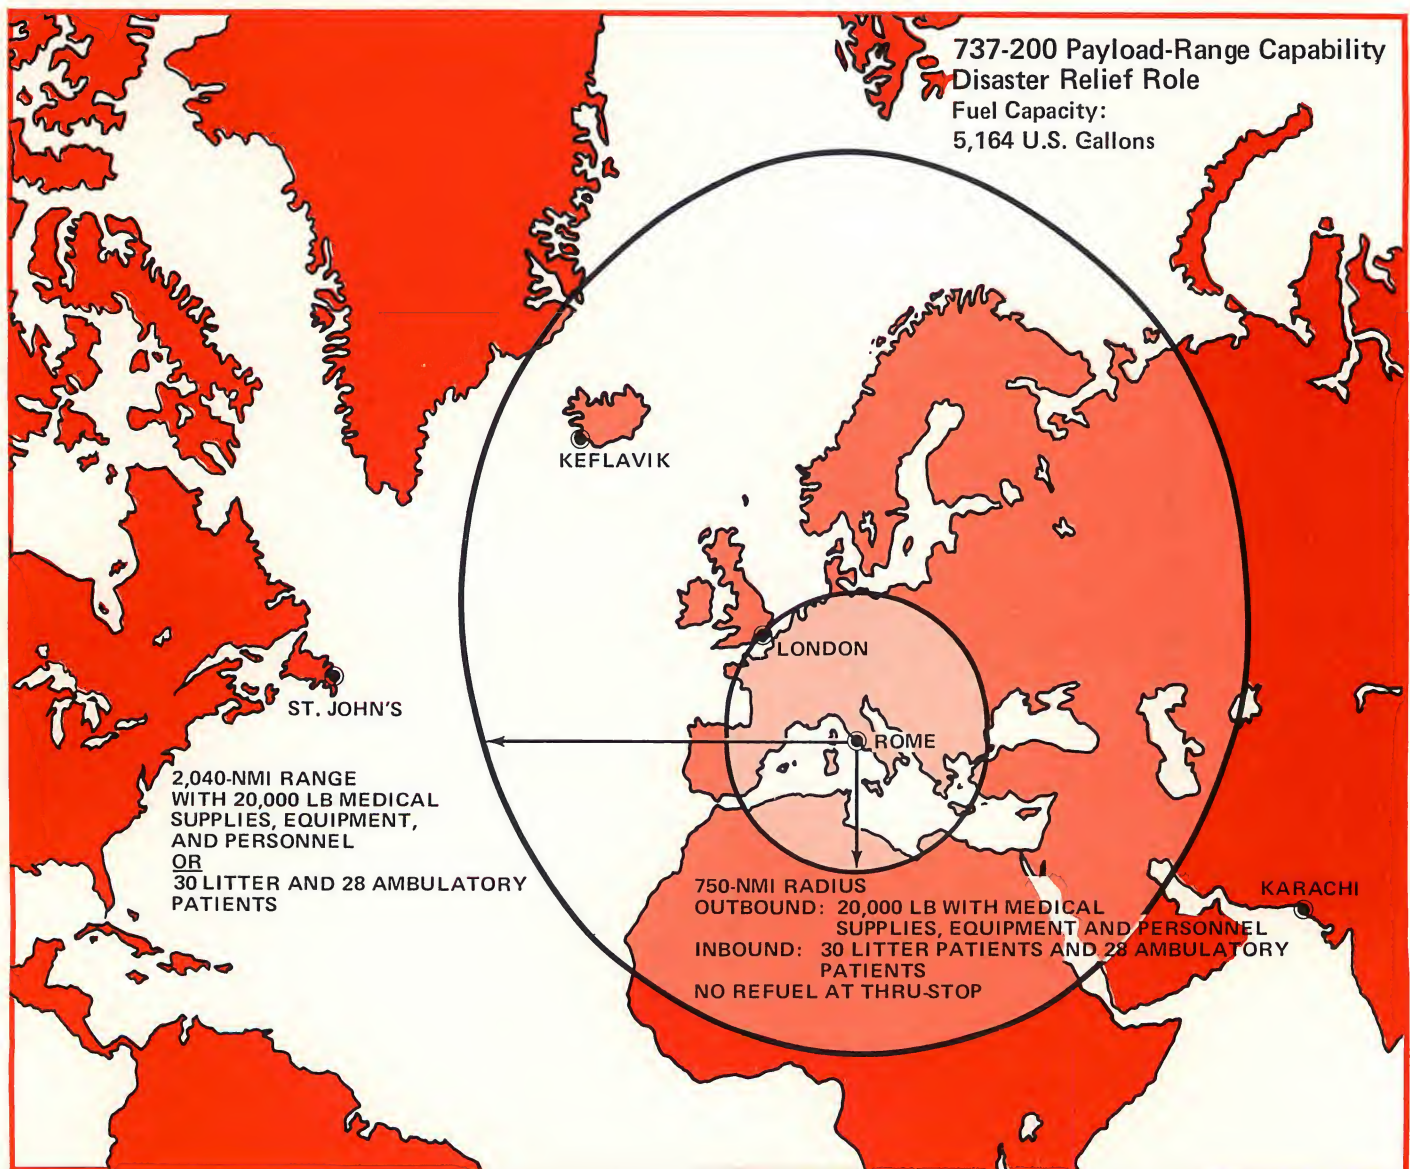 737-200 Payload-Range Capability
Disaster Relief Role
Fuel Capacity:
5,164 U.S. Gallons
KEFLAVIK
LONDON
ST. JOHN'S
ROME
2,040-NMI RANGE
WITH 20,000 LB MEDICAL
SUPPLIES, EQUIPMENT,
AND PERSONNEL
OR
30 LITTER AND 28 AMBULATORY
PATIENTS
750-NMI RADIUS
OUTBOUND: 20,000 LB WITH MEDICAL
SUPPLIES, EQUIPMENT AND PERSONNEL
INBOUND: 30 LITTER PATIENTS AND 28 AMBULATORY
PATIENTS
NO REFUEL AT THRU-STOP
KARACHI